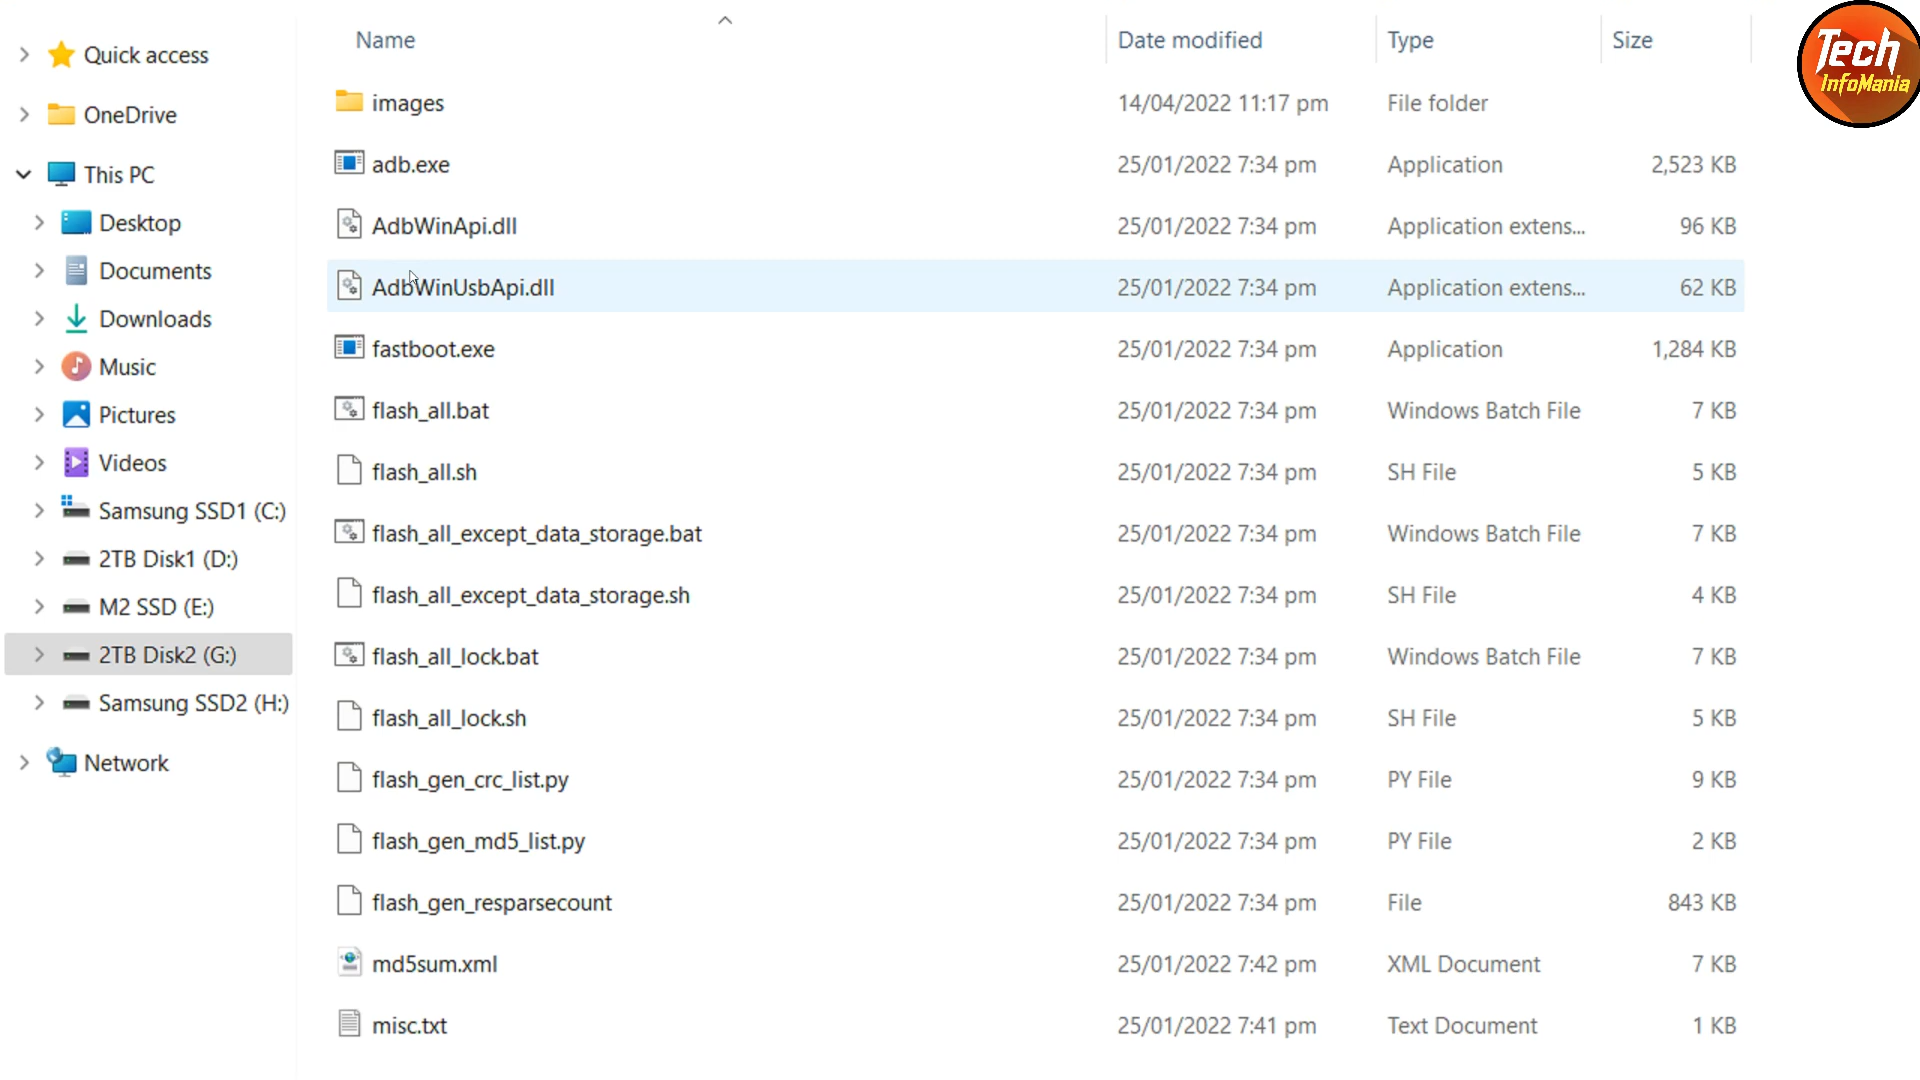 Name Date modified Type Size
Tech
InfoMania
Quick access
OneDrive
This PC
Desktop
Documents
Downloads
Music
Pictures
Videos
Samsung SSD1 (C:)
2TB Disk1 (D:)
M2 SSD (E:)
2TB Disk2 (G:)
Samsung SSD2 (H:)
Network
images 14/04/2022 11:17 pm File folder
adb.exe 25/01/2022 7:34 pm Application 2,523 KB
AdbWinApi.dll 25/01/2022 7:34 pm Application extens... 96 KB
AdbWinUsbApi.dll 25/01/2022 7:34 pm Application extens... 62 KB
fastboot.exe 25/01/2022 7:34 pm Application 1,284 KB
flash_all.bat 25/01/2022 7:34 pm Windows Batch File 7 KB
flash_all.sh 25/01/2022 7:34 pm SH File 5 KB
flash_all_except_data_storage.bat 25/01/2022 7:34 pm Windows Batch File 7 KB
flash_all_except_data_storage.sh 25/01/2022 7:34 pm SH File 4 KB
flash_all_lock.bat 25/01/2022 7:34 pm Windows Batch File 7 KB
flash_all_lock.sh 25/01/2022 7:34 pm SH File 5 KB
flash_gen_crc_list.py 25/01/2022 7:34 pm PY File 9 KB
flash_gen_md5_list.py 25/01/2022 7:34 pm PY File 2 KB
flash_gen_resparsecount 25/01/2022 7:34 pm File 843 KB
md5sum.xml 25/01/2022 7:42 pm XML Document 7 KB
misc.txt 25/01/2022 7:41 pm Text Document 1 KB